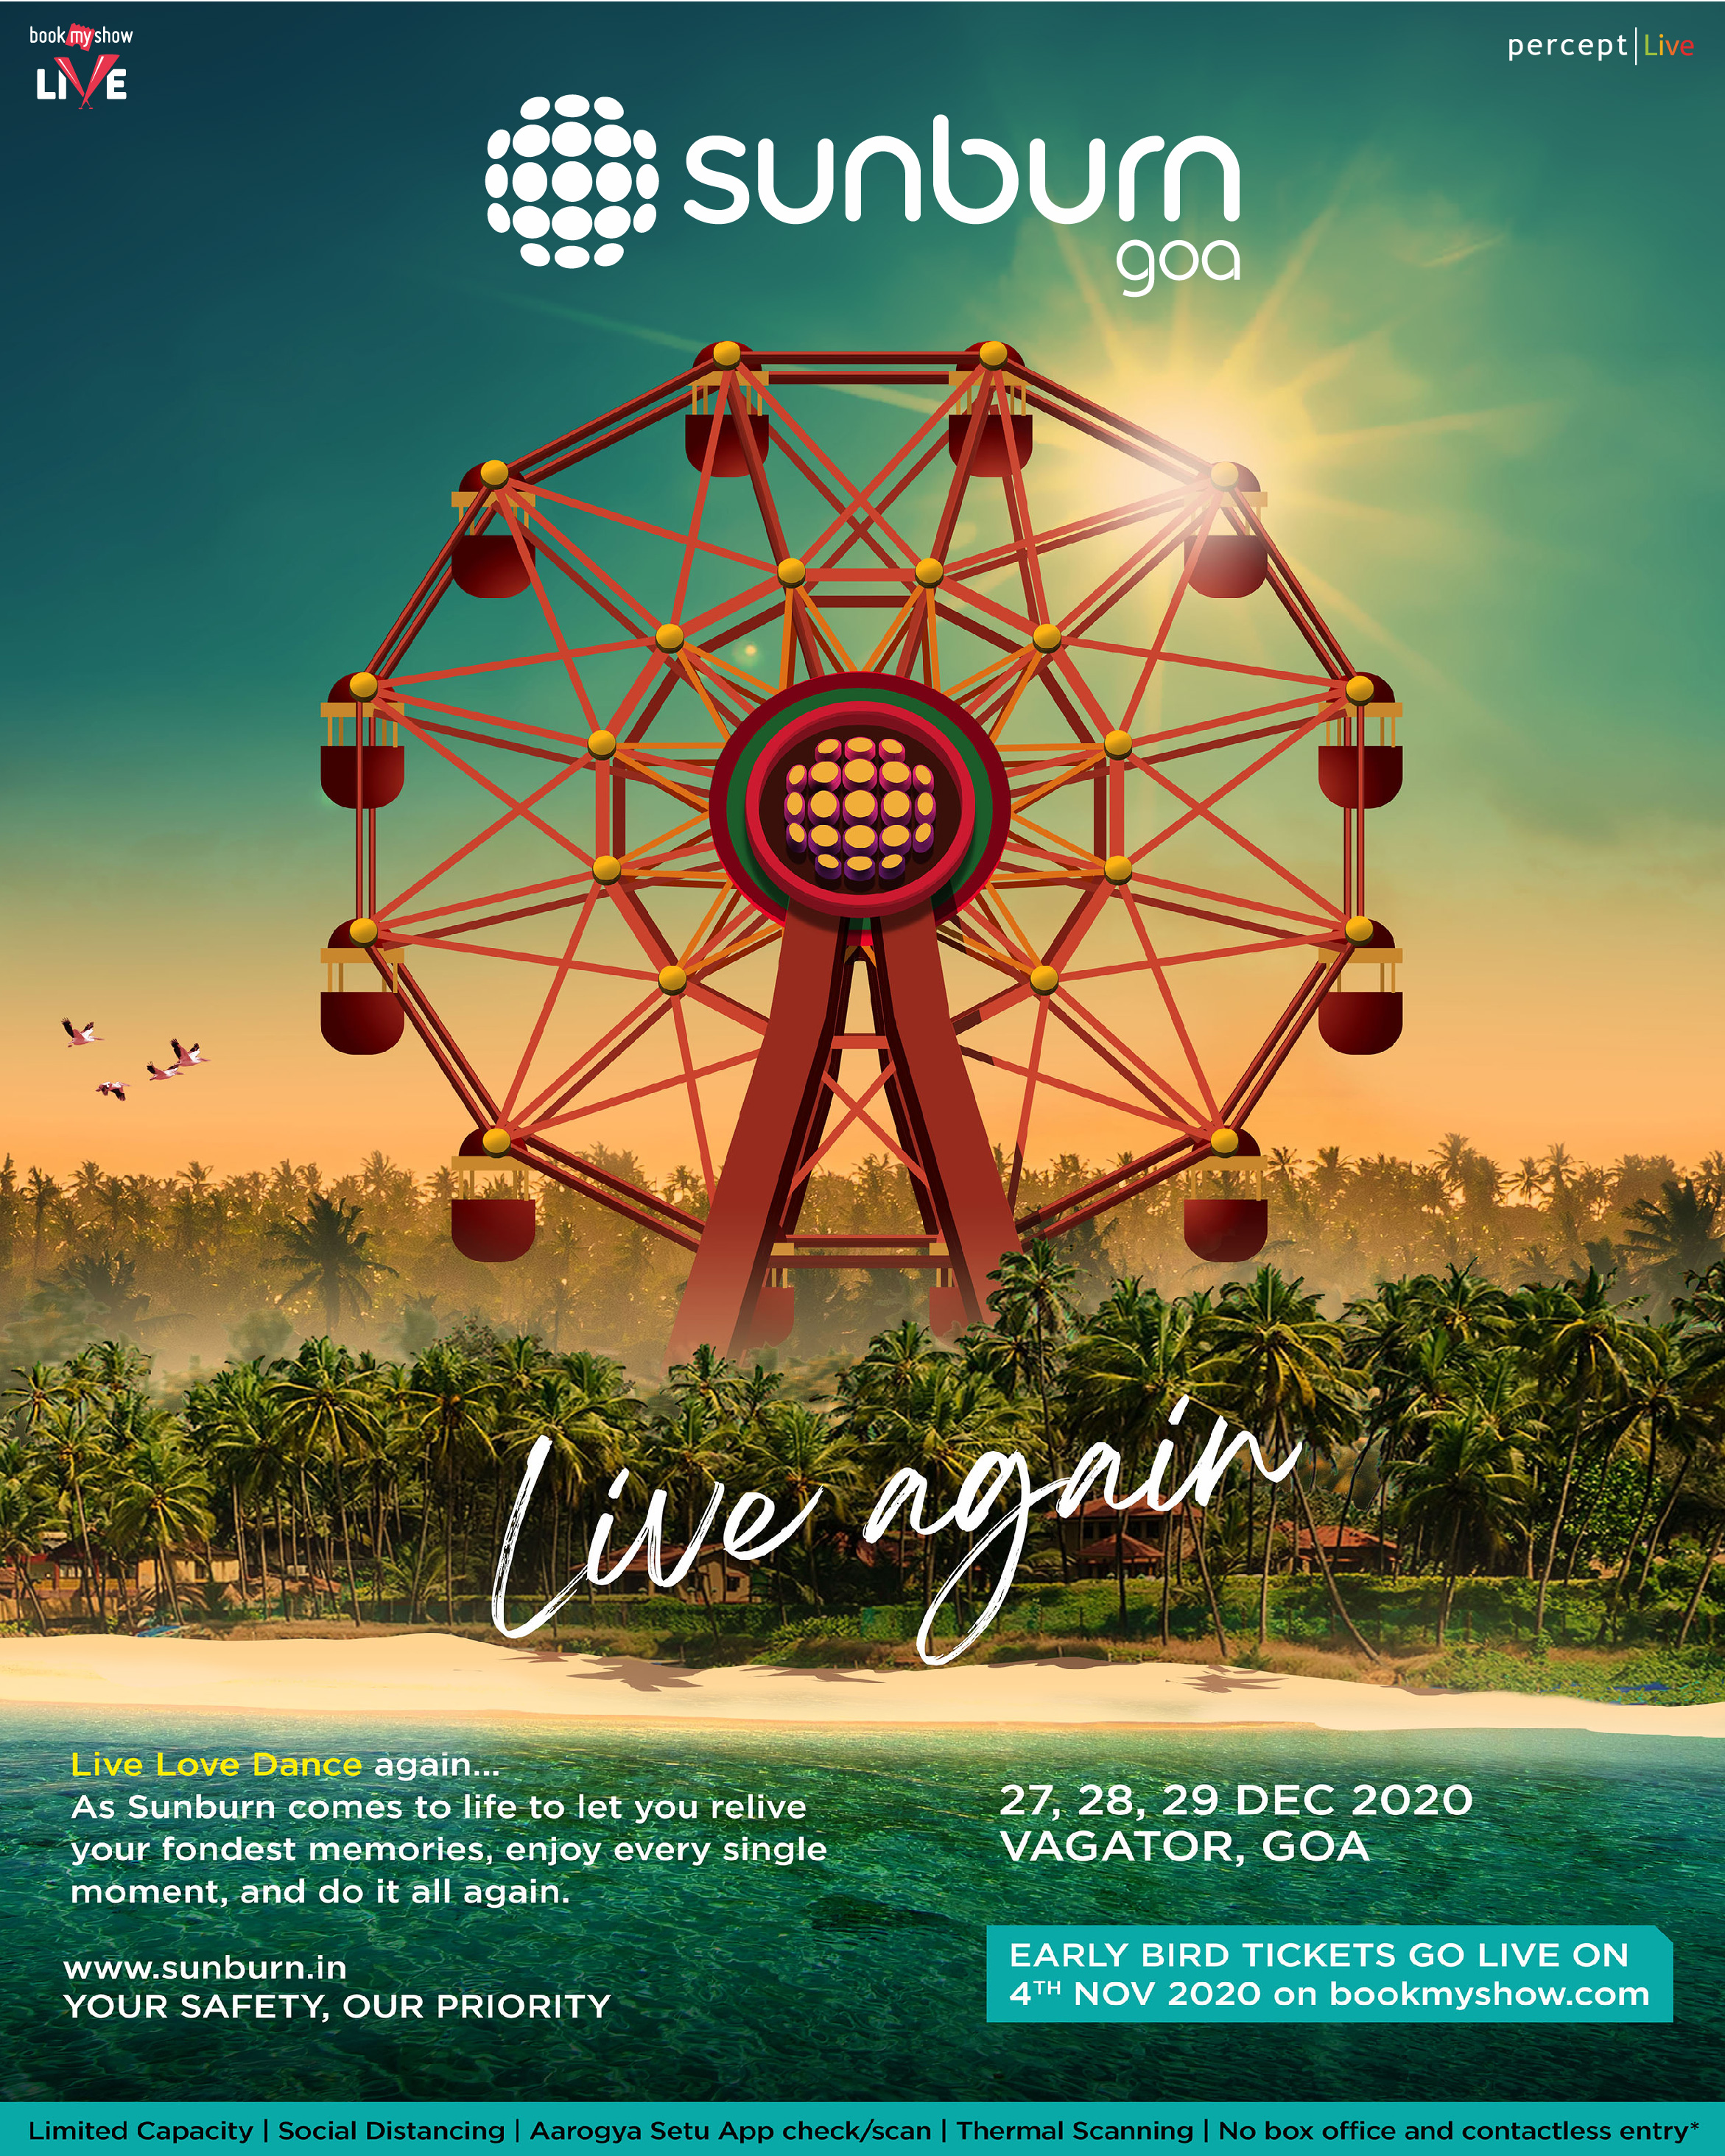 book my show
LIVE
percept|Live
sunburn
goa
Live again
Live Love Dance again...
As Sunburn comes to life to let you relive
your fondest memories, enjoy every single
moment, and do it all again.
www.sunburn.in
YOUR SAFETY, OUR PRIORITY
27, 28, 29 DEC 2020
VAGATOR, GOA
EARLY BIRD TICKETS GO LIVE ON
4TH NOV 2020 on bookmyshow.com
Limited Capacity | Social Distancing | Aarogya Setu App check/scan | Thermal Scanning | No box office and contactless entry*